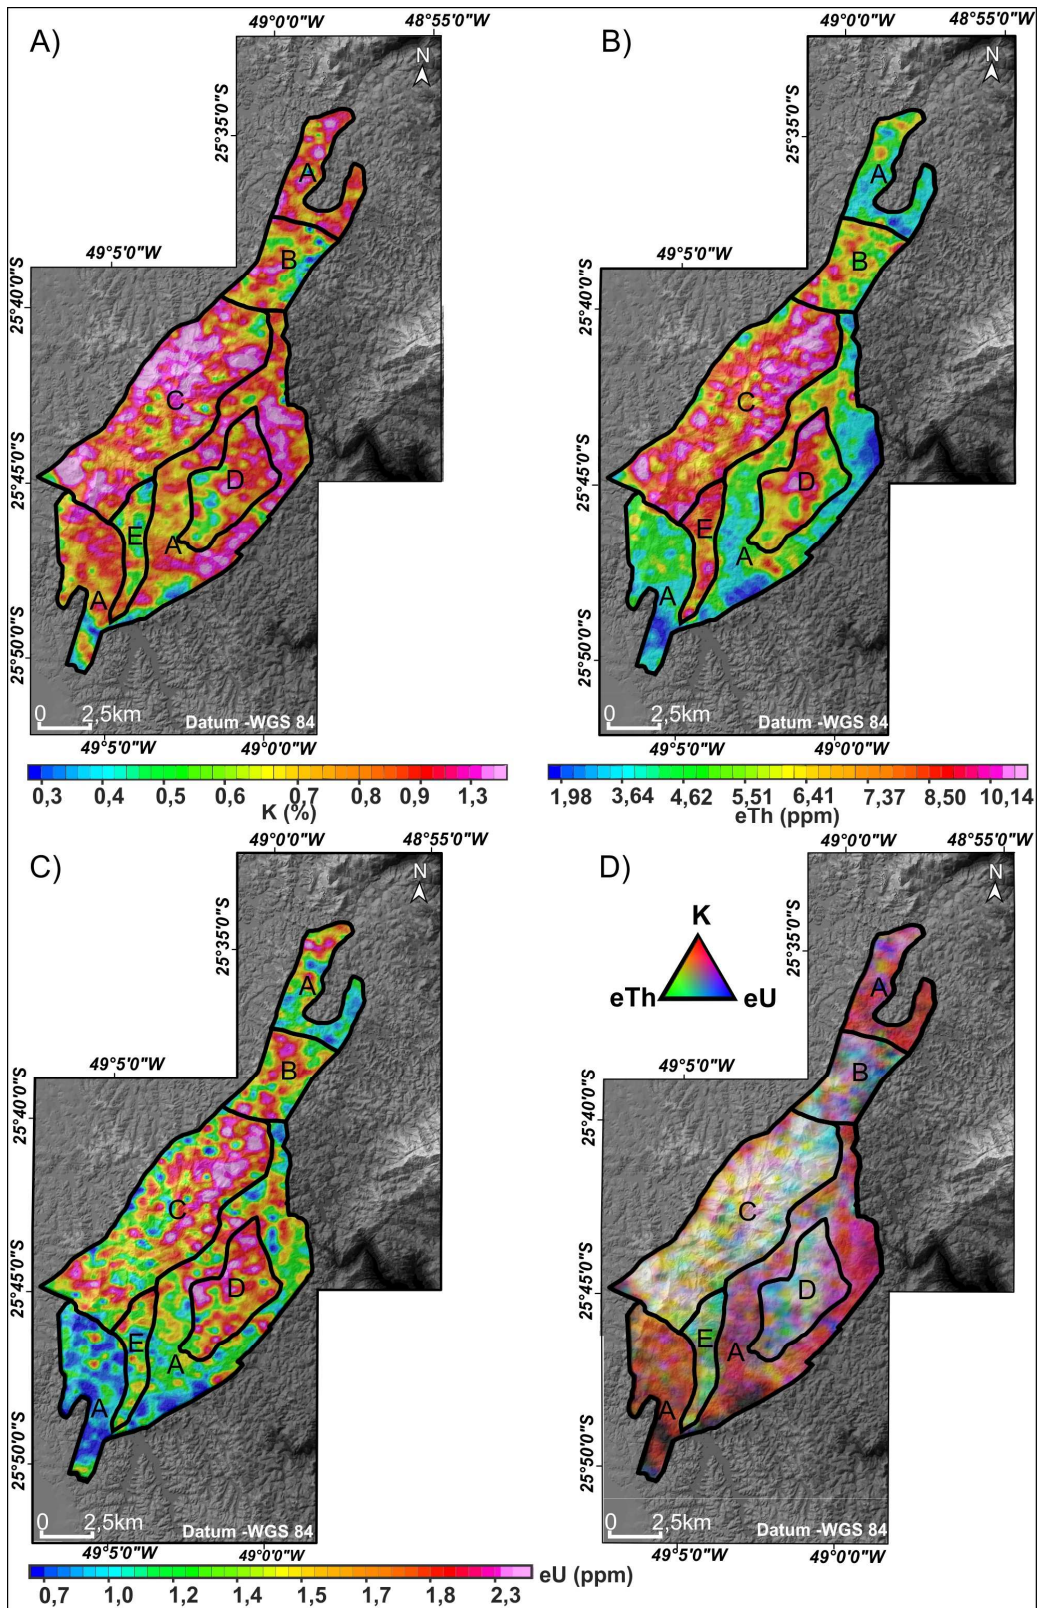 A)
49°0'0"W 48°55'0"W
N
25°35'0"S
A
49°5'0"W
B
25°40'0"S
C
25°45'0"S
D
E
A
A
25°50'0"S
0 2,5km
Datum -WGS 84
49°5'0"W 49°0'0"W
0,3 0,4 0,5 0,6 0,7 0,8 0,9 1,3
K (%)
B)
49°0'0"W 48°55'0"W
N
25°35'0"S
A
49°5'0"W
B
25°40'0"S
C
25°45'0"S
D
E
A
A
25°50'0"S
0 2,5km
Datum -WGS 84
49°5'0"W 49°0'0"W
1,98 3,64 4,62 5,51 6,41 7,37 8,50 10,14
eTh (ppm)
C)
49°0'0"W 48°55'0"W
N
25°35'0"S
A
49°5'0"W
B
25°40'0"S
C
25°45'0"S
D
E
A
A
25°50'0"S
0 2,5km
Datum -WGS 84
49°5'0"W 49°0'0"W
eU (ppm)
0,7 1,0 1,2 1,4 1,5 1,7 1,8 2,3
D)
49°0'0"W 48°55'0"W
N
K
eTh eU
25°35'0"S
A
49°5'0"W
B
25°40'0"S
C
25°45'0"S
D
E
A
A
25°50'0"S
0 2,5km
Datum -WGS 84
49°5'0"W 49°0'0"W